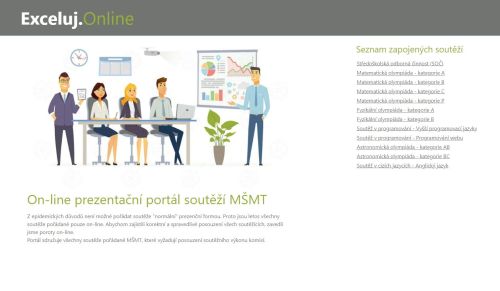 Exceluj.Online
On-line prezentační portál soutěží MŠMT
Z epidemických důvodů není možné pořádat soutěže "normální" prezenční formou. Proto jsou letos všechny
soutěže pořádané pouze on-line. Abychom zajistili korektní a spravedlivé posouzení všech soutěžících, zavedli
jsme poroty on-line.
Portál sdružuje všechny soutěže pořádané MŠMT, které vyžadují posouzení soutěžního výkonu komisí.
Seznam zapojených soutěží
Středoškolská odborná činnost (SOČ)
Matematická olympiáda - kategorie A
Matematická olympiáda - kategorie B
Matematická olympiáda - kategorie C
Matematická olympiáda - kategorie P
Fyzikální olympiáda - kategorie A
Fyzikální olympiáda - kategorie B
Soutěž v programování - Vyšší programovací jazyky
Soutěž v programování - Programování webu
Astronomická olympiáda - kategorie AB
Astronomická olympiáda - kategorie BC
Soutěž v cizích jazycích - Anglický jazyk